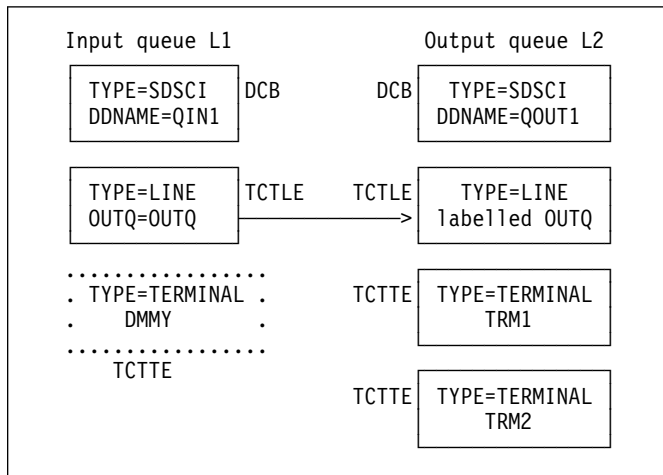 Input queue L1 Output queue L2
TYPE=SDSCI DCB DCB TYPE=SDSCI
DDNAME=QIN1 DDNAME=QOUT1
TYPE=LINE TCTLE TCTLE TYPE=LINE
OUTQ=OUTQ labelled OUTQ
TYPE=TERMINAL TCTTE TYPE=TERMINAL
DMMY TRM1
TCTTE
TCTTE TYPE=TERMINAL
TRM2